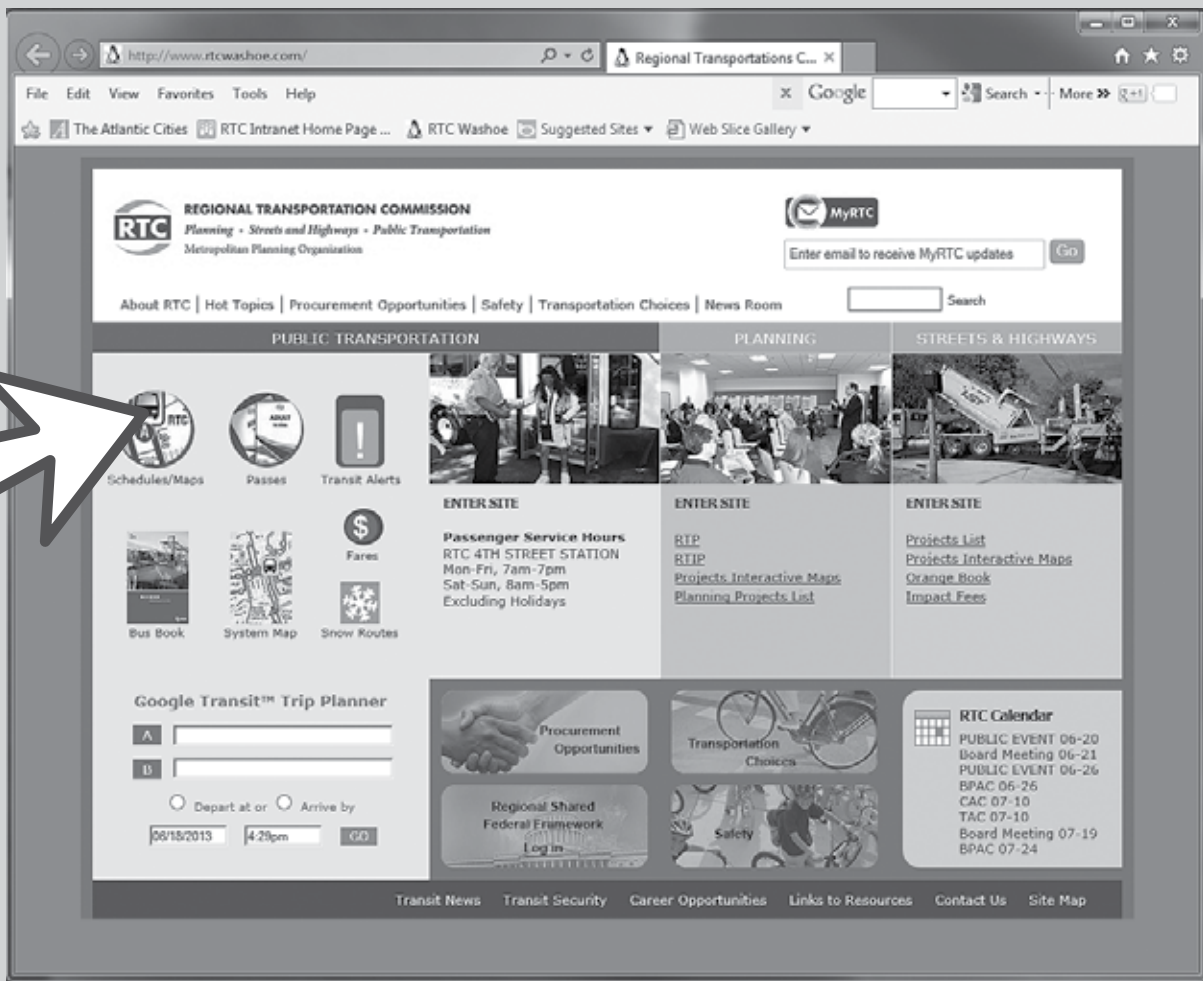 http://www.rtcwashoe.com/
Regional Transportations C...
File Edit View Favorites Tools Help
Google
Search
More
The Atlantic Cities RTC Intranet Home Page ... RTC Washoe Suggested Sites Web Slice Gallery
RTC
REGIONAL TRANSPORTATION COMMISSION
Planning - Streets and Highways - Public Transportation
Metropolitan Planning Organization
MyRTC
Enter email to receive MyRTC updates
Go
About RTC | Hot Topics | Procurement Opportunities | Safety | Transportation Choices | News Room
Search
PUBLIC TRANSPORTATION
PLANNING
STREETS & HIGHWAYS
RTC
ADULT
Schedules/Maps
Passes
Transit Alerts
$
Fares
Bus Book
System Map
Snow Routes
ENTER SITE
Passenger Service Hours
RTC 4TH STREET STATION
Mon-Fri, 7am-7pm
Sat-Sun, 8am-5pm
Excluding Holidays
ENTER SITE
RTP
RTIP
Projects Interactive Maps
Planning Projects List
ENTER SITE
Projects List
Projects Interactive Maps
Orange Book
Impact Fees
Google Transit™ Trip Planner
A
B
Depart at or Arrive by
06/18/2013 4:29pm GO
Procurement
Opportunities
Transportation
Choices
Regional Shared
Federal Framework
Log in
Safety
RTC Calendar
PUBLIC EVENT 06-20
Board Meeting 06-21
PUBLIC EVENT 06-26
BPAC 06-26
CAC 07-10
TAC 07-10
Board Meeting 07-19
BPAC 07-24
Transit News Transit Security Career Opportunities Links to Resources Contact Us Site Map